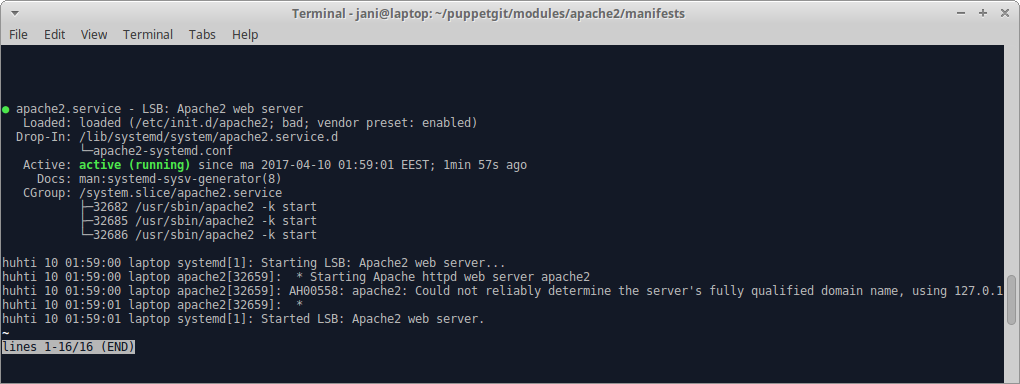 Terminal - jani@laptop: ~/puppetgit/modules/apache2/manifests
File Edit View Terminal Tabs Help
● apache2.service - LSB: Apache2 web server
   Loaded: loaded (/etc/init.d/apache2; bad; vendor preset: enabled)
  Drop-In: /lib/systemd/system/apache2.service.d
           └─apache2-systemd.conf
   Active: active (running) since ma 2017-04-10 01:59:01 EEST; 1min 57s ago
     Docs: man:systemd-sysv-generator(8)
   CGroup: /system.slice/apache2.service
           ├─32682 /usr/sbin/apache2 -k start
           ├─32685 /usr/sbin/apache2 -k start
           └─32686 /usr/sbin/apache2 -k start
huhti 10 01:59:00 laptop systemd[1]: Starting LSB: Apache2 web server...
huhti 10 01:59:00 laptop apache2[32659]:  * Starting Apache httpd web server apache2
huhti 10 01:59:00 laptop apache2[32659]: AH00558: apache2: Could not reliably determine the server's fully qualified domain name, using 127.0.1
huhti 10 01:59:01 laptop apache2[32659]:  *
huhti 10 01:59:01 laptop systemd[1]: Started LSB: Apache2 web server.
~
lines 1-16/16 (END)